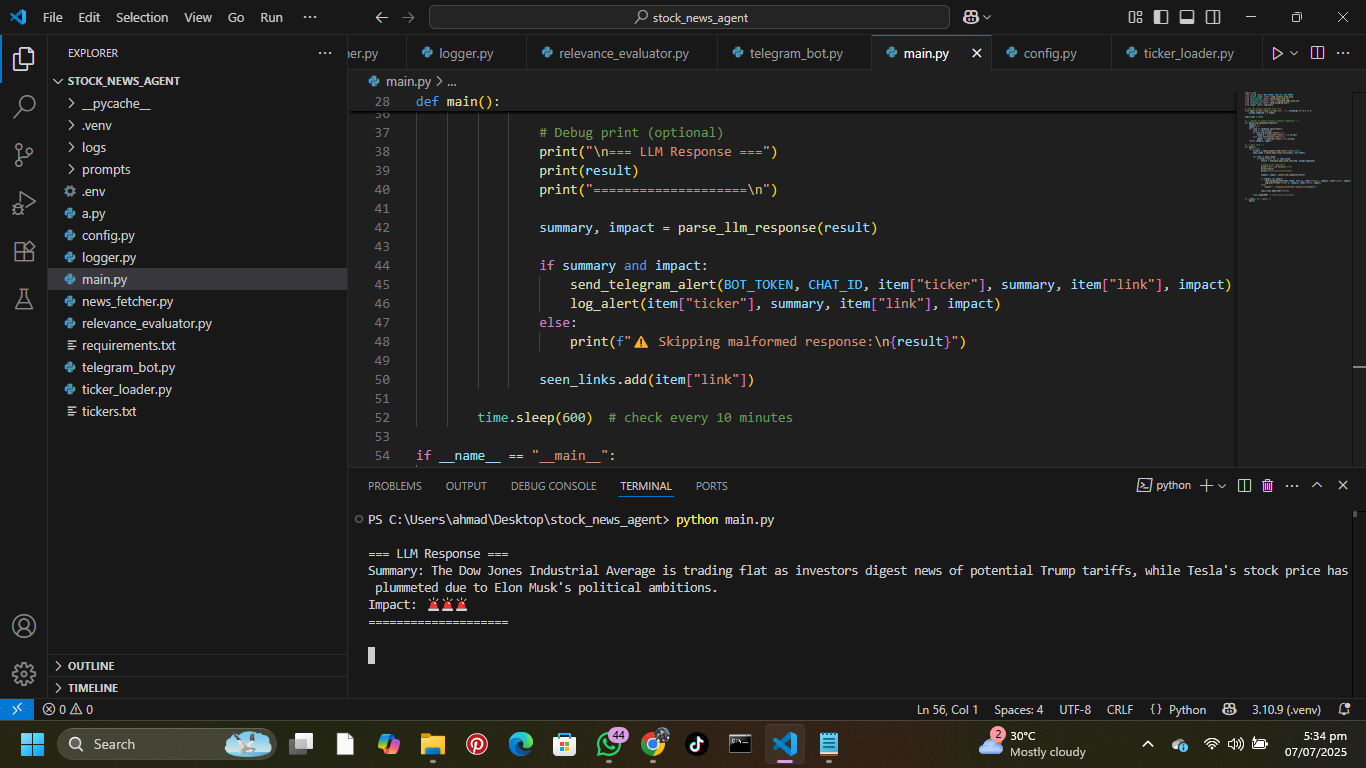 File Edit Selection View Go Run ···
stock_news_agent
EXPLORER
STOCK_NEWS_AGENT
__pycache__
.venv
logs
prompts
.env
a.py
config.py
logger.py
main.py
news_fetcher.py
relevance_evaluator.py
requirements.txt
telegram_bot.py
ticker_loader.py
tickers.txt
OUTLINE
TIMELINE
er.py logger.py relevance_evaluator.py telegram_bot.py main.py config.py ticker_loader.py
main.py > ...
28 def main():
36
37 # Debug print (optional)
38 print("\n=== LLM Response ===")
39 print(result)
40 print("====================\n")
41
42 summary, impact = parse_llm_response(result)
43
44 if summary and impact:
45 send_telegram_alert(BOT_TOKEN, CHAT_ID, item["ticker"], summary, item["link"], impact)
46 log_alert(item["ticker"], summary, item["link"], impact)
47 else:
48 print(f"⚠️ Skipping malformed response:\n{result}")
49
50 seen_links.add(item["link"])
51
52 time.sleep(600)  # check every 10 minutes
53
54 if __name__ == "__main__":
PROBLEMS OUTPUT DEBUG CONSOLE TERMINAL PORTS
python
PS C:\Users\ahmad\Desktop\stock_news_agent> python main.py
=== LLM Response ===
Summary: The Dow Jones Industrial Average is trading flat as investors digest news of potential Trump tariffs, while Tesla's stock price has
plummeted due to Elon Musk's political ambitions.
Impact: 🚨🚨🚨
====================
0 0
Ln 56, Col 1 Spaces: 4 UTF-8 CRLF {} Python 3.10.9 (.venv)
Search
44
2
30°C
Mostly cloudy
5:34 pm
07/07/2025